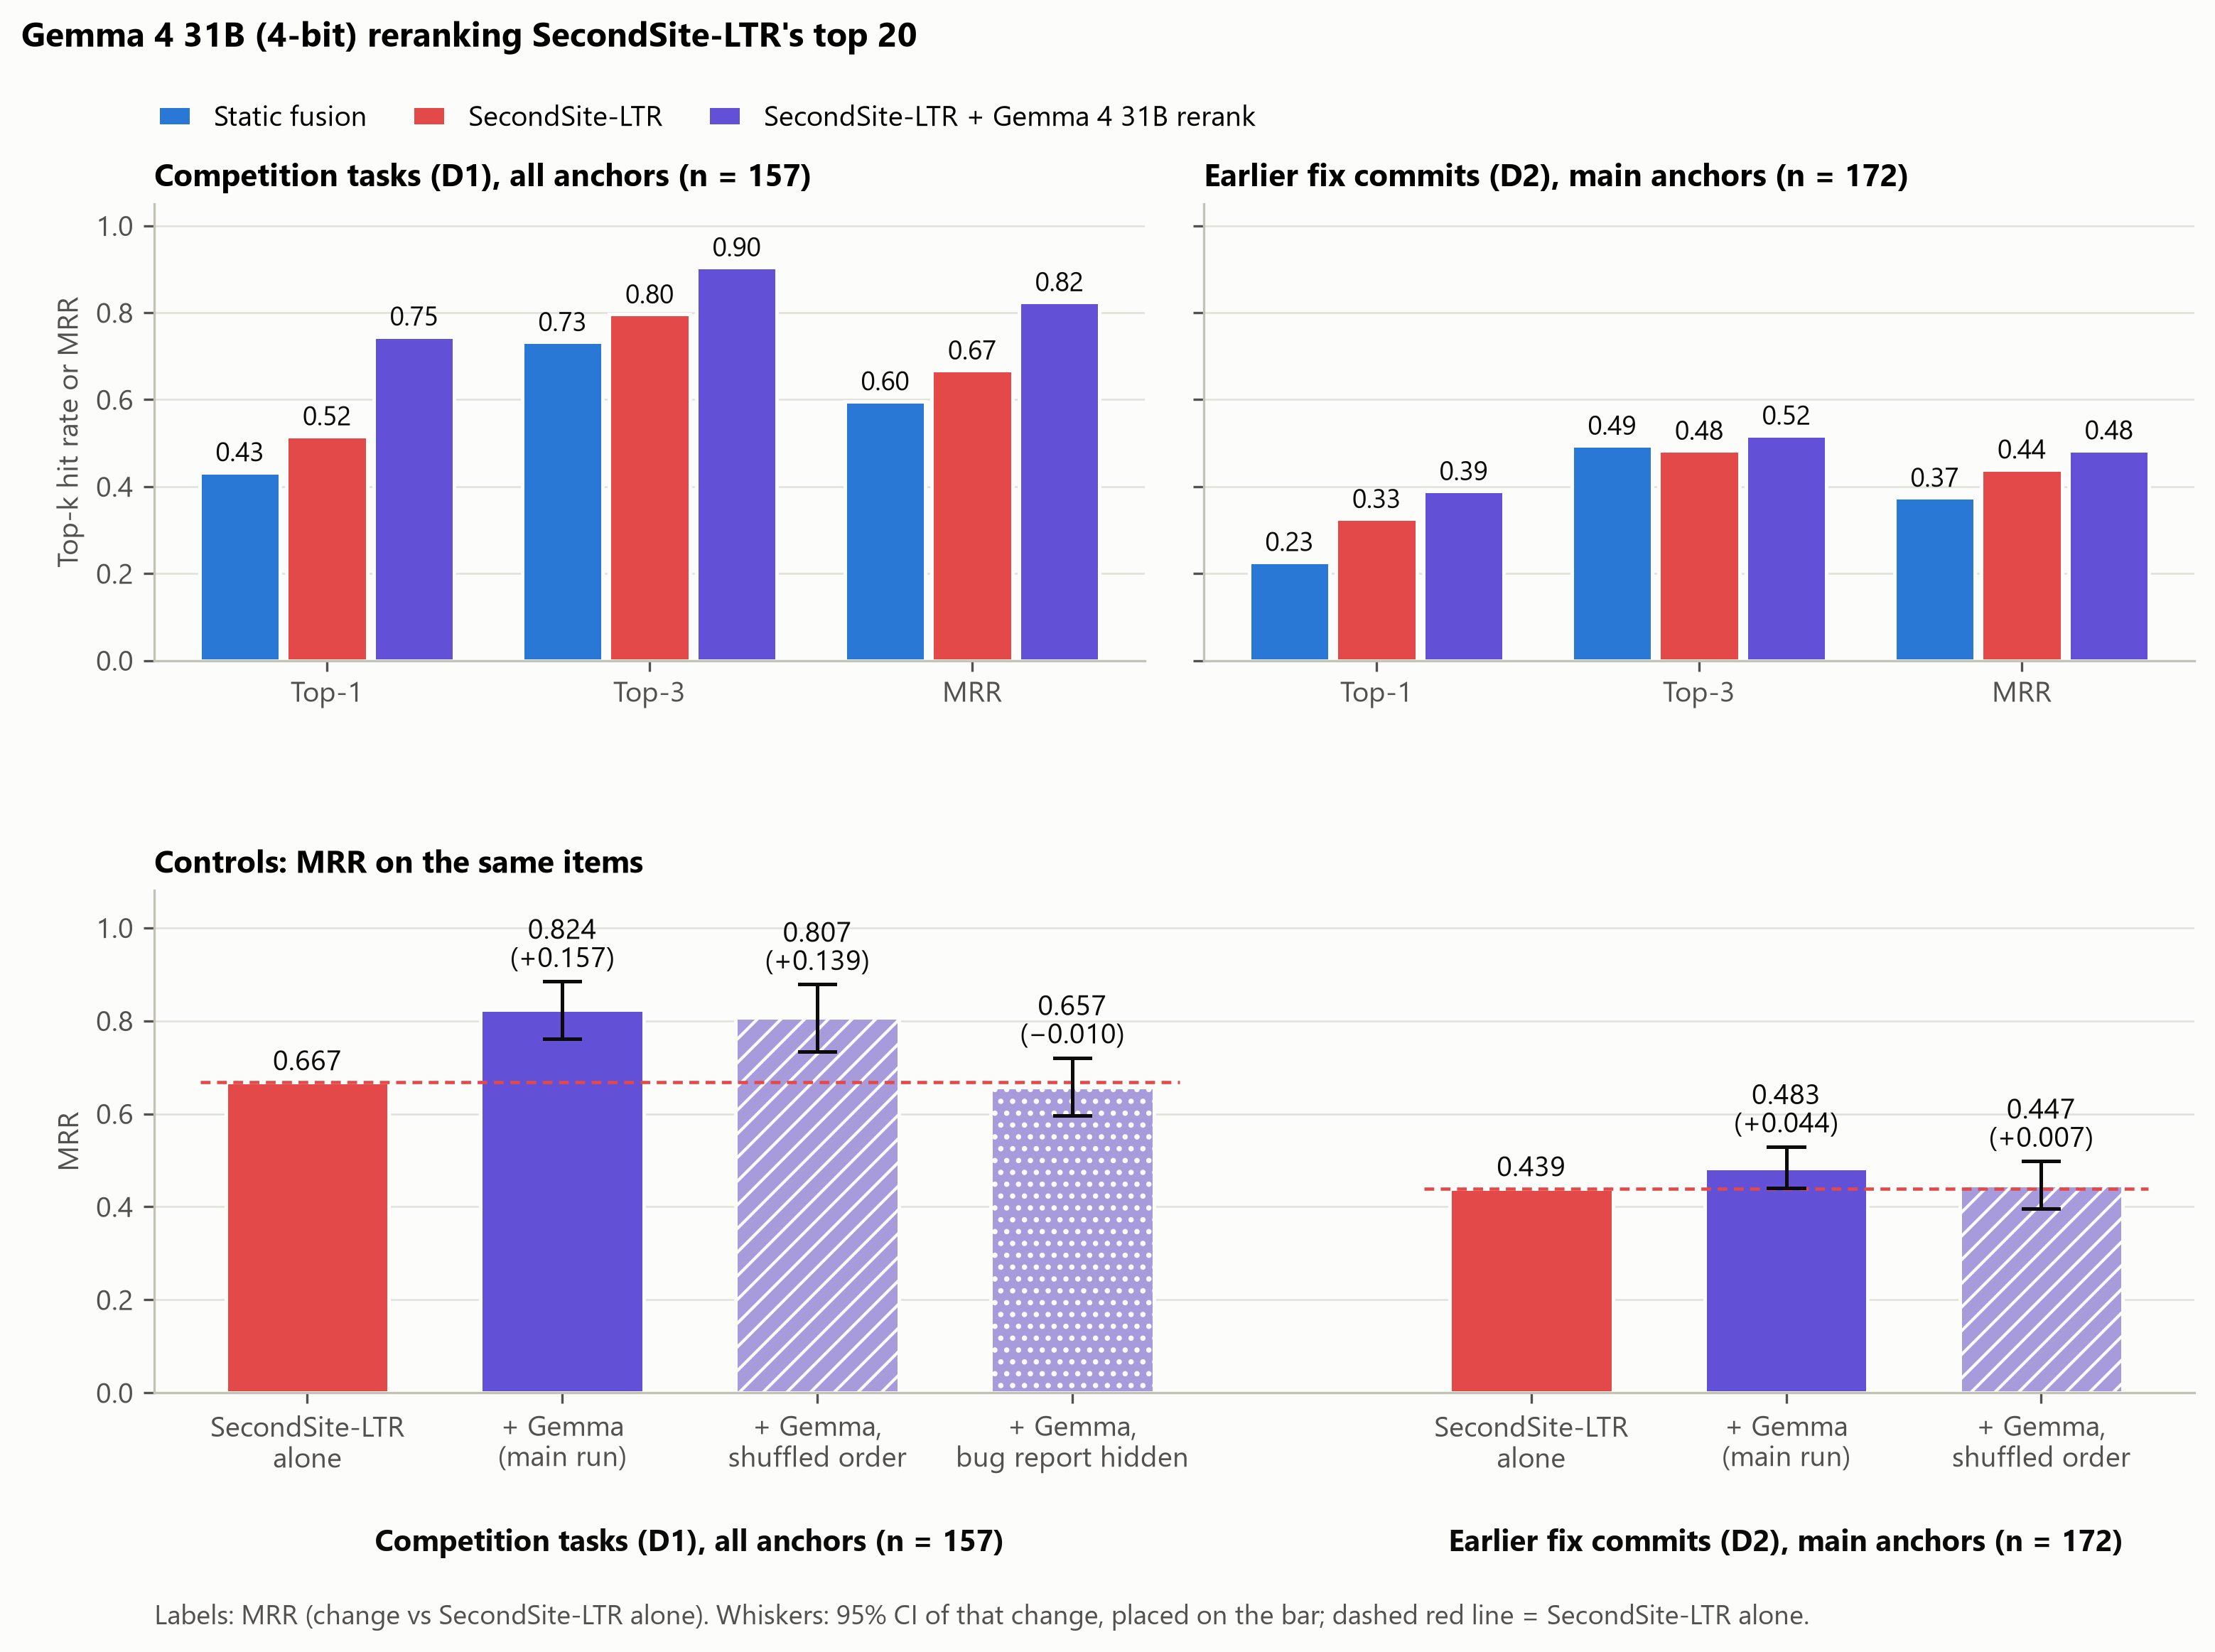 Gemma 4 31B (4-bit) reranking SecondSite-LTR's top 20
Static fusion
SecondSite-LTR
SecondSite-LTR + Gemma 4 31B rerank
Competition tasks (D1), all anchors (n = 157)
Top-k hit rate or MRR
1.0
0.8
0.6
0.4
0.2
0.0
0.43
0.52
0.75
0.73
0.80
0.90
0.60
0.67
0.82
Top-1
Top-3
MRR
Earlier fix commits (D2), main anchors (n = 172)
0.23
0.33
0.39
0.49
0.48
0.52
0.37
0.44
0.48
Top-1
Top-3
MRR
Controls: MRR on the same items
MRR
1.0
0.8
0.6
0.4
0.2
0.0
0.667
0.824
(+0.157)
0.807
(+0.139)
0.657
(−0.010)
0.439
0.483
(+0.044)
0.447
(+0.007)
SecondSite-LTR
alone
+ Gemma
(main run)
+ Gemma,
shuffled order
+ Gemma,
bug report hidden
SecondSite-LTR
alone
+ Gemma
(main run)
+ Gemma,
shuffled order
Competition tasks (D1), all anchors (n = 157)
Earlier fix commits (D2), main anchors (n = 172)
Labels: MRR (change vs SecondSite-LTR alone). Whiskers: 95% CI of that change, placed on the bar; dashed red line = SecondSite-LTR alone.